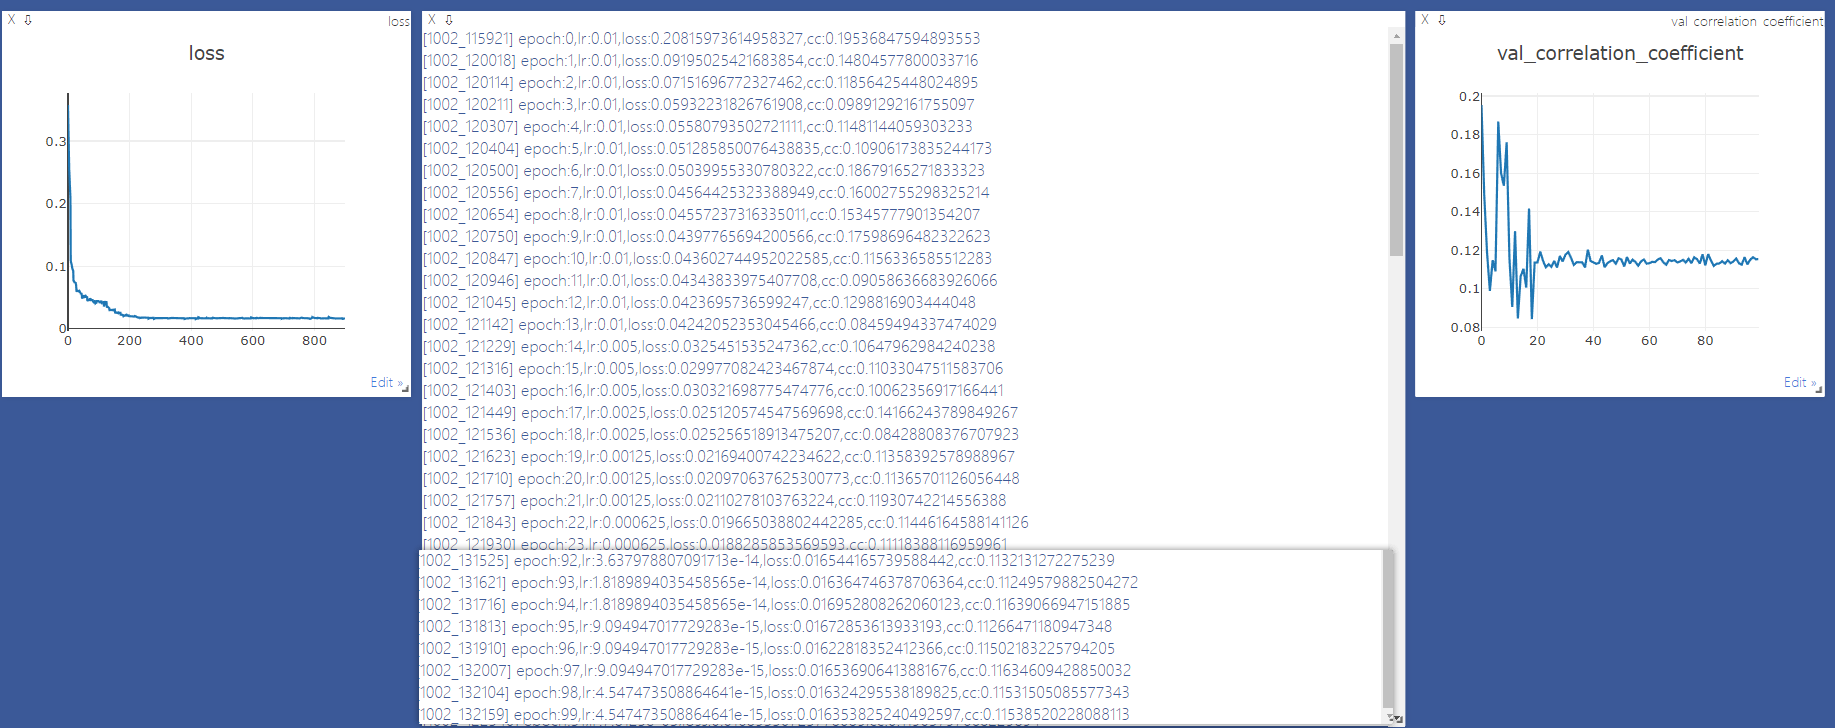 X ⇩ loss
loss
0.3
0.2
0.1
0
0 200 400 600 800
Edit »
X ⇩
[1002_115921] epoch:0,lr:0.01,loss:0.20815973614958327,cc:0.19536847594893553
[1002_120018] epoch:1,lr:0.01,loss:0.09195025421683854,cc:0.14804577800033716
[1002_120114] epoch:2,lr:0.01,loss:0.07151696772327462,cc:0.11856425448024895
[1002_120211] epoch:3,lr:0.01,loss:0.05932231826761908,cc:0.09891292161755097
[1002_120307] epoch:4,lr:0.01,loss:0.05580793502721111,cc:0.11481144059303233
[1002_120404] epoch:5,lr:0.01,loss:0.051285850076438835,cc:0.10906173835244173
[1002_120500] epoch:6,lr:0.01,loss:0.05039955330780322,cc:0.18679165271833323
[1002_120556] epoch:7,lr:0.01,loss:0.04564425323388949,cc:0.16002755298325214
[1002_120654] epoch:8,lr:0.01,loss:0.04557237316335011,cc:0.15345777901354207
[1002_120750] epoch:9,lr:0.01,loss:0.04397765694200566,cc:0.17598696482322623
[1002_120847] epoch:10,lr:0.01,loss:0.043602744952022585,cc:0.1156336585512283
[1002_120946] epoch:11,lr:0.01,loss:0.04343833975407708,cc:0.09058636683926066
[1002_121045] epoch:12,lr:0.01,loss:0.0423695736599247,cc:0.1298816903444048
[1002_121142] epoch:13,lr:0.01,loss:0.04242052353045466,cc:0.08459494337474029
[1002_121229] epoch:14,lr:0.005,loss:0.0325451535247362,cc:0.10647962984240238
[1002_121316] epoch:15,lr:0.005,loss:0.029977082423467874,cc:0.11033047511583706
[1002_121403] epoch:16,lr:0.005,loss:0.030321698775474776,cc:0.10062356917166441
[1002_121449] epoch:17,lr:0.0025,loss:0.025120574547569698,cc:0.14166243789849267
[1002_121536] epoch:18,lr:0.0025,loss:0.025256518913475207,cc:0.08428808376707923
[1002_121623] epoch:19,lr:0.00125,loss:0.02169400742234622,cc:0.11358392578988967
[1002_121710] epoch:20,lr:0.00125,loss:0.020970637625300773,cc:0.11365701126056448
[1002_121757] epoch:21,lr:0.00125,loss:0.02110278103763224,cc:0.11930742214556388
[1002_121843] epoch:22,lr:0.000625,loss:0.019665038802442285,cc:0.11446164588141126
[1002_121930] epoch:23,lr:0.000625,loss:0.0188285853569593,cc:0.11118388116959961
1002_131525] epoch:92,lr:3.637978807091713e-14,loss:0.016544165739588442,cc:0.1132131272275239
1002_131621] epoch:93,lr:1.8189894035458565e-14,loss:0.016364746378706364,cc:0.11249579882504272
1002_131716] epoch:94,lr:1.8189894035458565e-14,loss:0.016952808262060123,cc:0.11639066947151885
1002_131813] epoch:95,lr:9.094947017729283e-15,loss:0.01672853613933193,cc:0.11266471180947348
1002_131910] epoch:96,lr:9.094947017729283e-15,loss:0.01622818352412366,cc:0.11502183225794205
1002_132007] epoch:97,lr:9.094947017729283e-15,loss:0.016536906413881676,cc:0.11634609428850032
1002_132104] epoch:98,lr:4.547473508864641e-15,loss:0.016324295538189825,cc:0.11531505085577343
1002_132159] epoch:99,lr:4.547473508864641e-15,loss:0.016353825240492597,cc:0.11538520228088113
X ⇩ val correlation coefficient
val_correlation_coefficient
0.2
0.18
0.16
0.14
0.12
0.1
0.08
0 20 40 60 80
Edit »